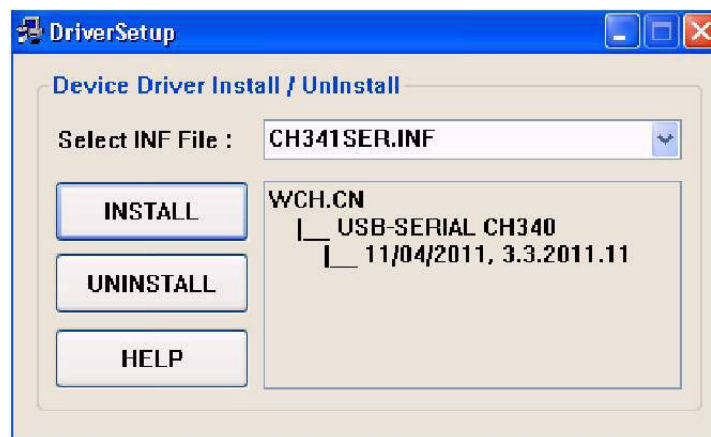 DriverSetup
Device Driver Install / UnInstall
Select INF File : CH341SER.INF
INSTALL
UNINSTALL
HELP
WCH.CN
|__ USB-SERIAL CH340
|__ 11/04/2011, 3.3.2011.11